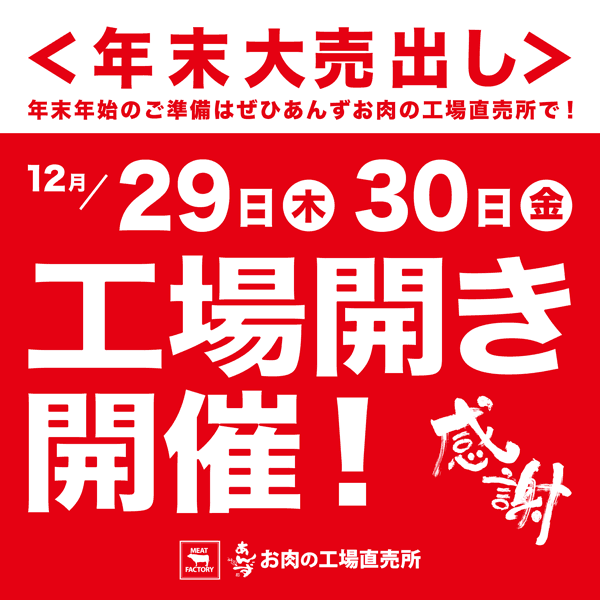 ＜年末大売出し＞
年末年始のご準備はぜひあんずお肉の工場直売所で！
12月／29日木 30日金
工場開き
開催！
感謝
MEAT
FACTORY
あんず お肉の工場直売所